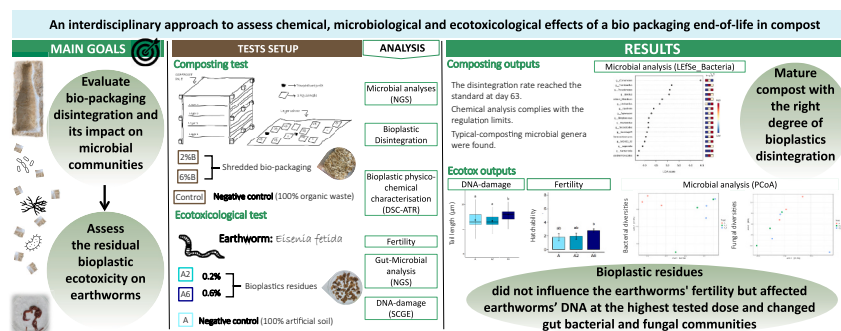 An interdisciplinary approach to assess chemical, microbiological and ecotoxicological effects of a bio packaging end-of-life in compost
MAIN GOALS
Evaluate
bio-packaging
disintegration and
its impact on
microbial
communities
Assess
the residual
bioplastic
ecotoxicity on
earthworms
TESTS SETUP
Composting test
2%B
6%B
Shredded bio-packaging
Control
Negative control (100% organic waste)
Ecotoxicological test
Earthworm: Eisenia fetida
A2
0.2%
A6
0.6%
Bioplastics residues
A
Negative control (100% artificial soil)
ANALYSIS
Microbial analyses
(NGS)
Bioplastic
Disintegration
Bioplastic physico-
chemical
characterisation
(DSC-ATR)
Fertility
Gut-Microbial
analysis
(NGS)
DNA-damage
(SCGE)
RESULTS
Composting outputs
The disintegration rate reached the
standard at day 63.
Chemical analysis complies with the
regulation limits.
Typical-composting microbial genera
were found.
Microbial analysis (LEfSe_Bacteria)
Mature
compost with
the right
degree of
bioplastics
disintegration
Ecotox outputs
DNA-damage
Tail length (µm)
Fertility
Hatchability
A A2 A6
Microbial analysis (PCoA)
Bacterial diversities
Fungal diversities
Bioplastic residues
did not influence the earthworms' fertility but affected
earthworms' DNA at the highest tested dose and changed
gut bacterial and fungal communities